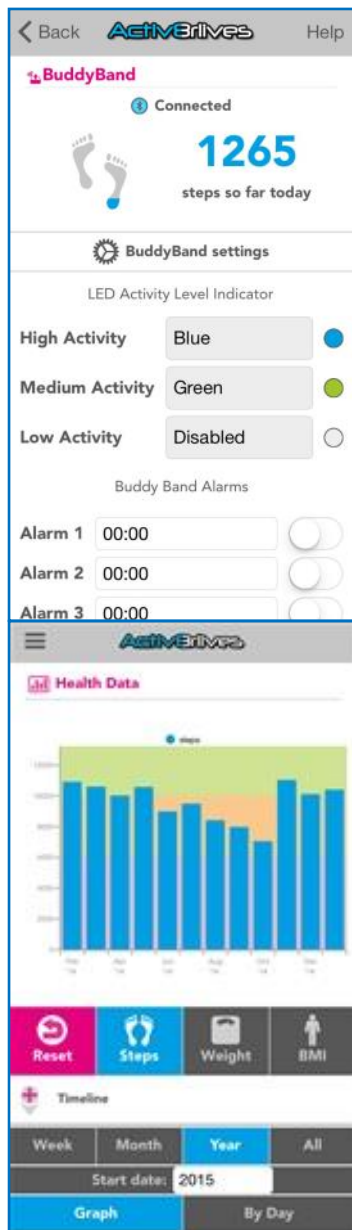 Back Activ8rlives Help
BuddyBand
Connected
1265
steps so far today
BuddyBand settings
LED Activity Level Indicator
High Activity Blue
Medium Activity Green
Low Activity Disabled
Buddy Band Alarms
Alarm 1 00:00
Alarm 2 00:00
Alarm 3 00:00
Activ8rlives
Health Data
steps
Reset Steps Weight BMI
Timeline
Week Month Year All
Start date: 2015
Graph By Day